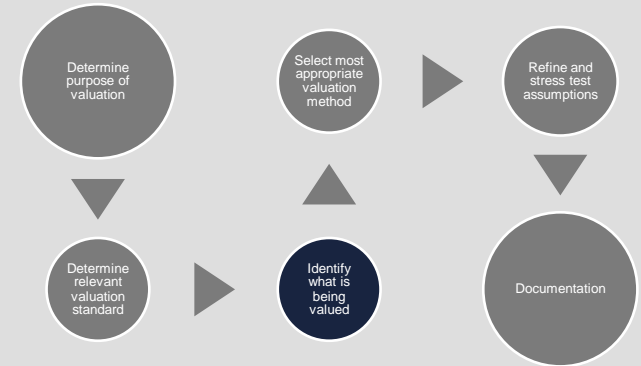 Determine
purpose of
valuation
Determine
relevant
valuation
standard
Identify
what is
being
valued
Select most
appropriate
valuation
method
Refine and
stress test
assumptions
Documentation